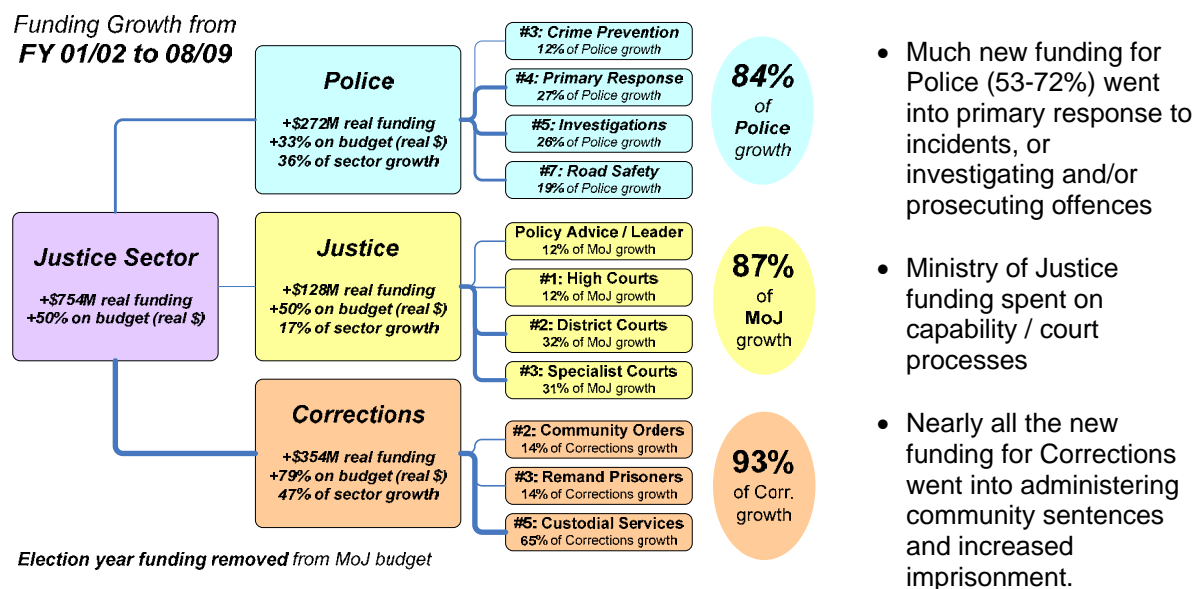 Funding Growth from
FY 01/02 to 08/09
Justice Sector
+$754M real funding
+50% on budget (real $)
Police
+$272M real funding
+33% on budget (real $)
36% of sector growth
#3: Crime Prevention
12% of Police growth
#4: Primary Response
27% of Police growth
#5: Investigations
26% of Police growth
#7: Road Safety
19% of Police growth
84%
of
Police
growth
Justice
+$128M real funding
+50% on budget (real $)
17% of sector growth
Policy Advice / Leader
12% of MoJ growth
#1: High Courts
12% of MoJ growth
#2: District Courts
32% of MoJ growth
#3: Specialist Courts
31% of MoJ growth
87%
of
MoJ
growth
Corrections
+$354M real funding
+79% on budget (real $)
47% of sector growth
#2: Community Orders
14% of Corrections growth
#3: Remand Prisoners
14% of Corrections growth
#5: Custodial Services
65% of Corrections growth
93%
of Corr.
growth
Election year funding removed from MoJ budget
• Much new funding for
Police (53-72%) went
into primary response to
incidents, or
investigating and/or
prosecuting offences
• Ministry of Justice
funding spent on
capability / court
processes
• Nearly all the new
funding for Corrections
went into administering
community sentences
and increased
imprisonment.